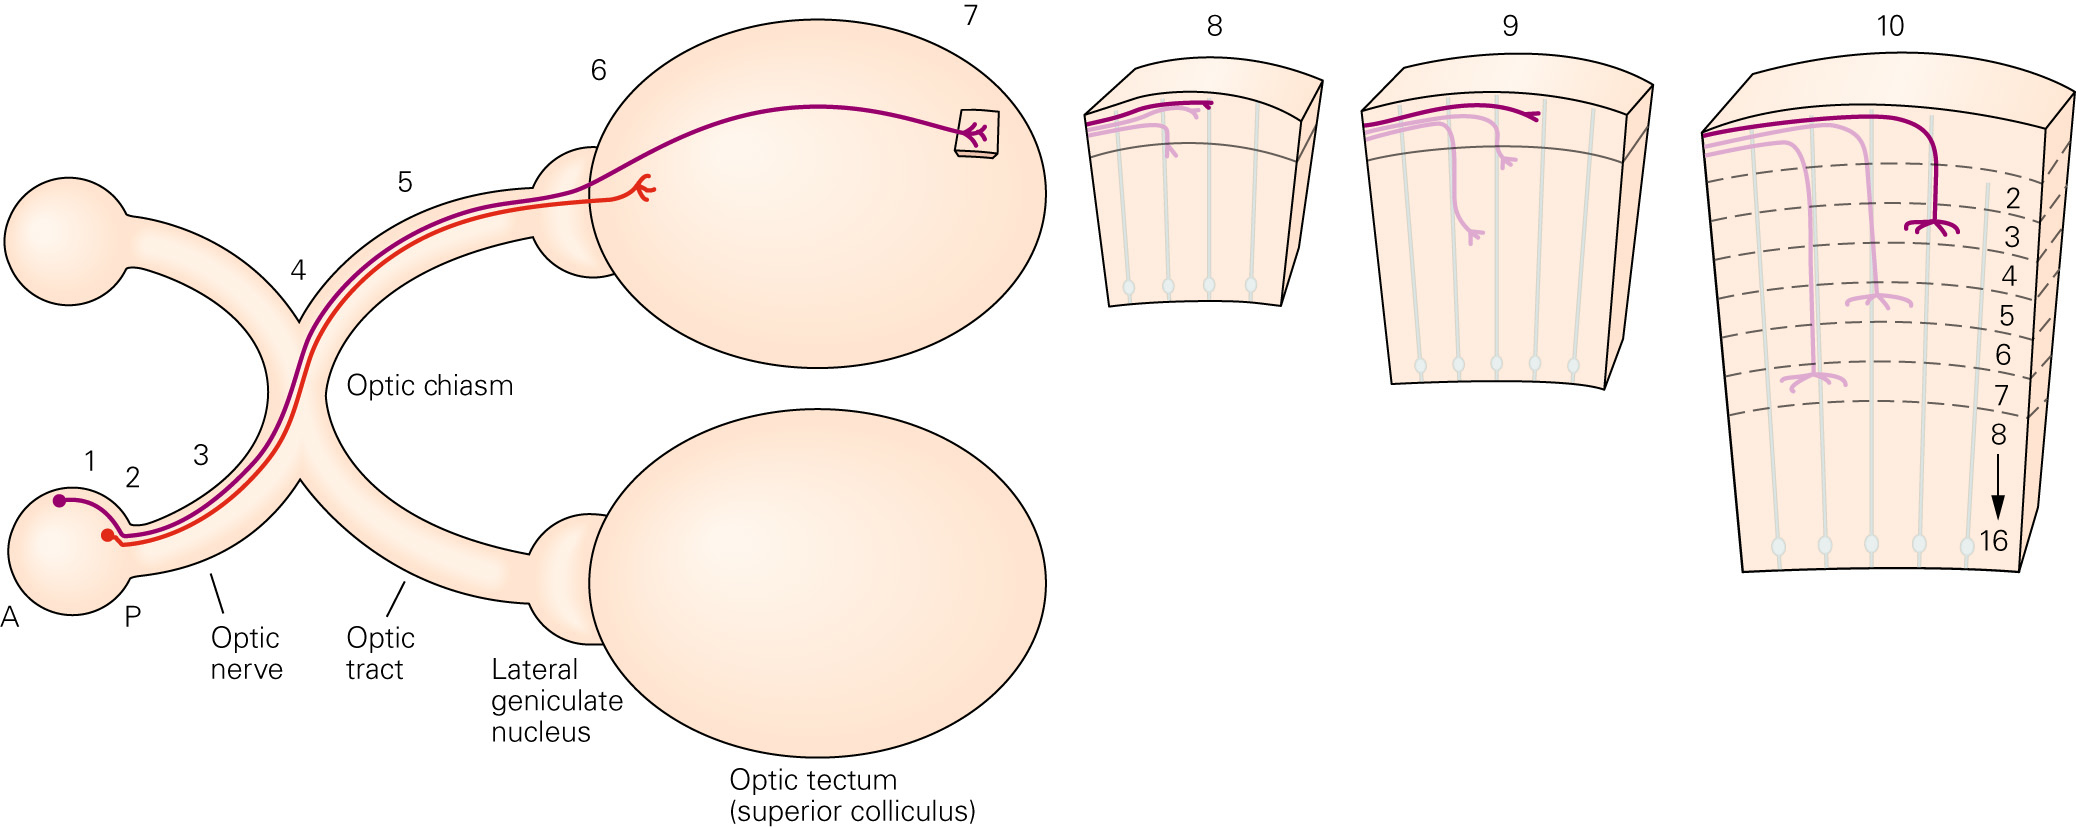 7
8
9
10
6
5
4
Optic chiasm
1
2
3
A
P
Optic
nerve
Optic
tract
Lateral
geniculate
nucleus
Optic tectum
(superior colliculus)
2
3
4
5
6
7
8
16